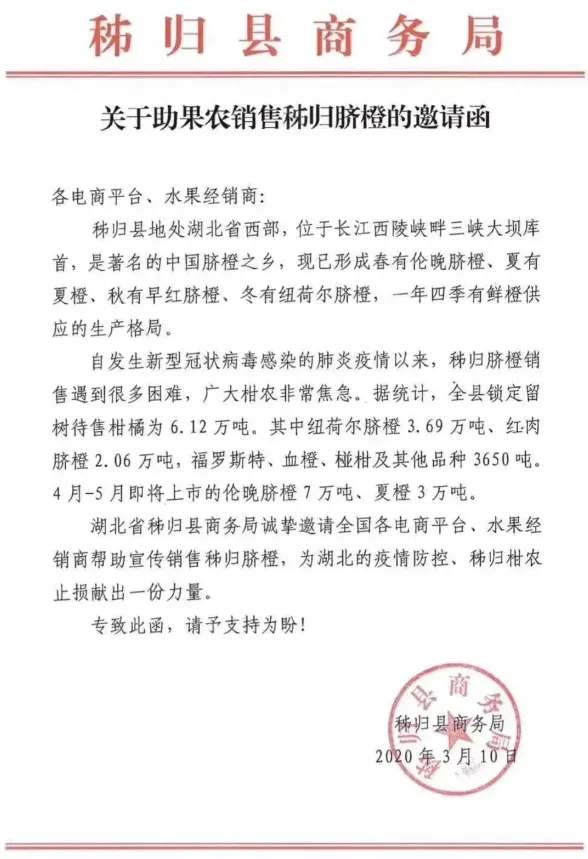 秭归县商务局
关于助果农销售秭归脐橙的邀请函
各电商平台、水果经销商：
秭归县地处湖北省西部，位于长江西陵峡畔三峡大坝库
首，是著名的中国脐橙之乡，现已形成春有伦晚脐橙、夏有
夏橙、秋有早红脐橙、冬有纽荷尔脐橙，一年四季有鲜橙供
应的生产格局。
自发生新型冠状病毒感染的肺炎疫情以来，秭归脐橙销
售遇到很多困难，广大柑农非常焦急。据统计，全县锁定留
树待售柑橘为 6.12 万吨。其中纽荷尔脐橙 3.69 万吨、红肉
脐橙 2.06 万吨，福罗斯特、血橙、椪柑及其他品种 3650 吨。
4 月-5 月即将上市的伦晚脐橙 7 万吨、夏橙 3 万吨。
湖北省秭归县商务局诚挚邀请全国各电商平台、水果经
销商帮助宣传销售秭归脐橙，为湖北的疫情防控、秭归柑农
止损献出一份力量。
专致此函，请予支持为盼！
秭归县商务局
秭归县商务局
2020 年 3 月 10 日